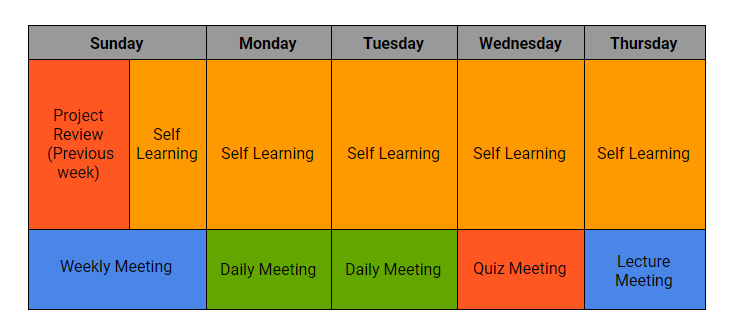 Sunday
Monday
Tuesday
Wednesday
Thursday
Project
Review
(Previous
week)
Self
Learning
Self Learning
Self Learning
Self Learning
Self Learning
Weekly Meeting
Daily Meeting
Daily Meeting
Quiz Meeting
Lecture
Meeting